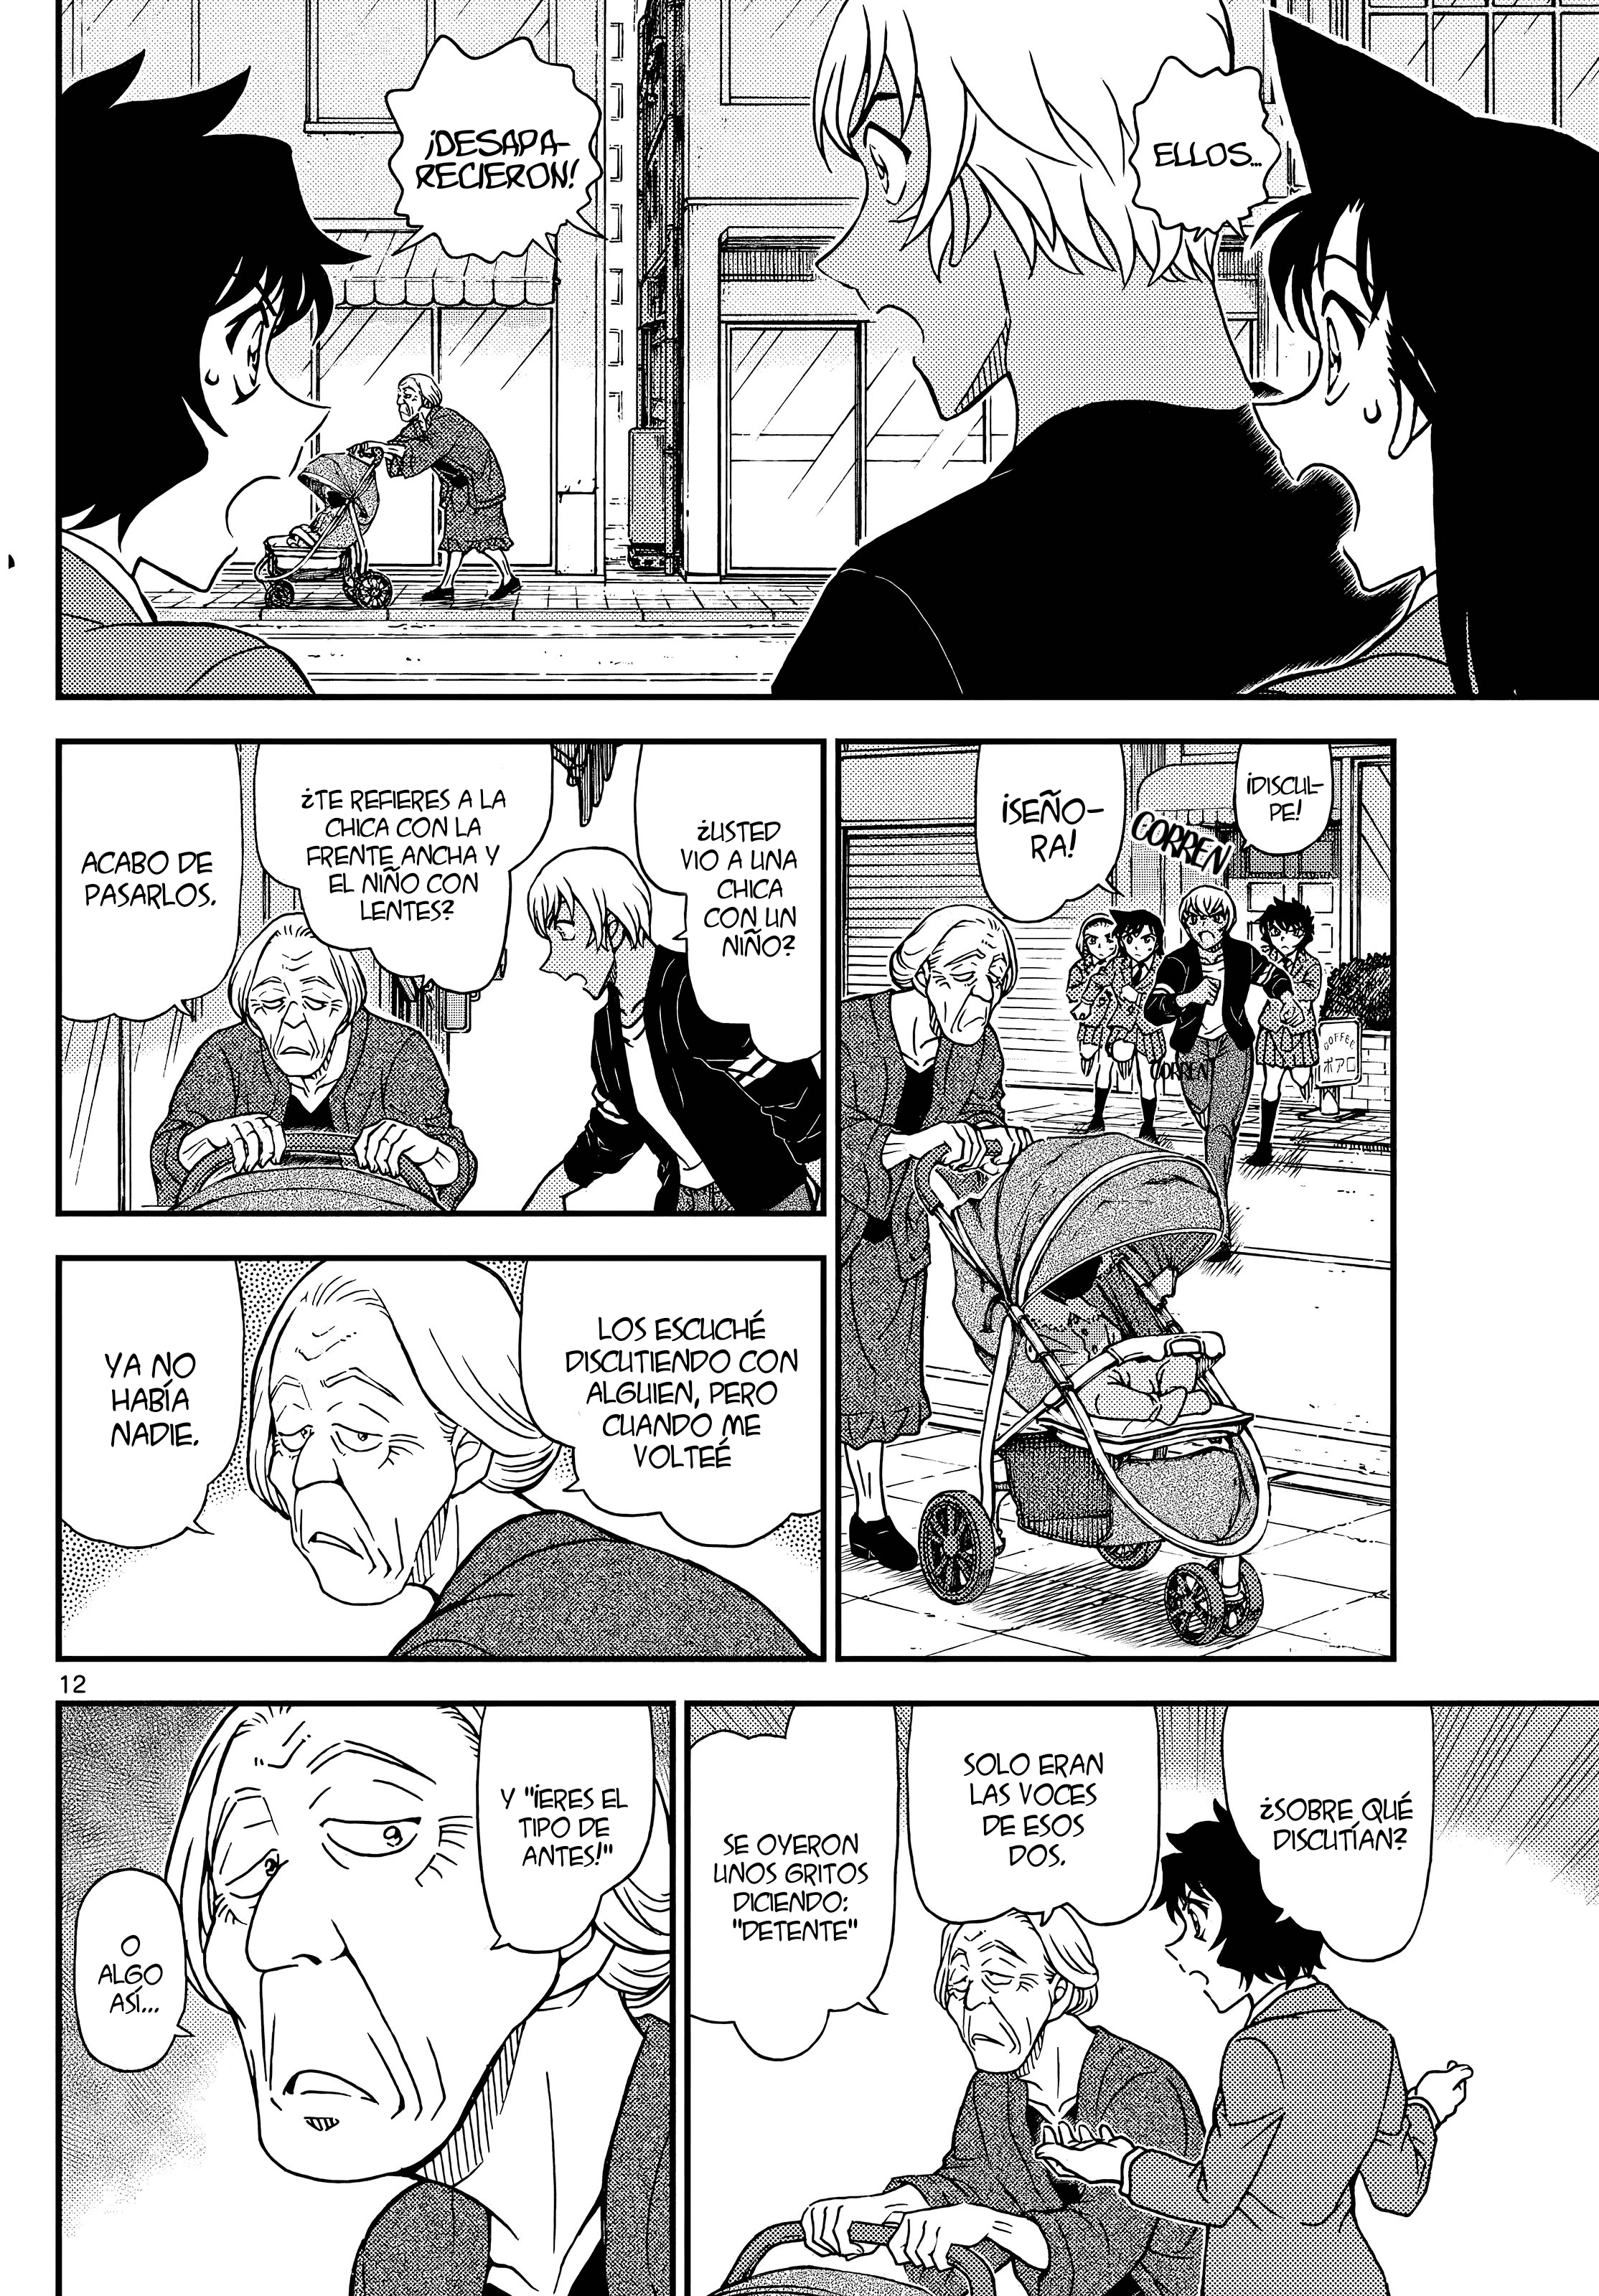 ELLOS...
¡DESAPA-
RECIERON!
¡DISCUL-
PE!
¡SEÑO-
RA!
CORREN
CORREN
COFFEE
ポアロ
¿USTED
VIO A UNA
CHICA
CON UN
NIÑO?
¿TE REFIERES A LA
CHICA CON LA
FRENTE ANCHA Y
EL NIÑO CON
LENTES?
ACABO DE
PASARLOS.
LOS ESCUCHÉ
DISCUTIENDO CON
ALGUIEN, PERO
CUANDO ME
VOLTEÉ
YA NO
HABÍA
NADIE.
12
¿SOBRE QUÉ
DISCUTÍAN?
SOLO ERAN
LAS VOCES
DE ESOS
DOS.
SE OYERON
UNOS GRITOS
DICIENDO:
"DETENTE"
Y "¡ERES EL
TIPO DE
ANTES!"
O
ALGO
ASÍ...